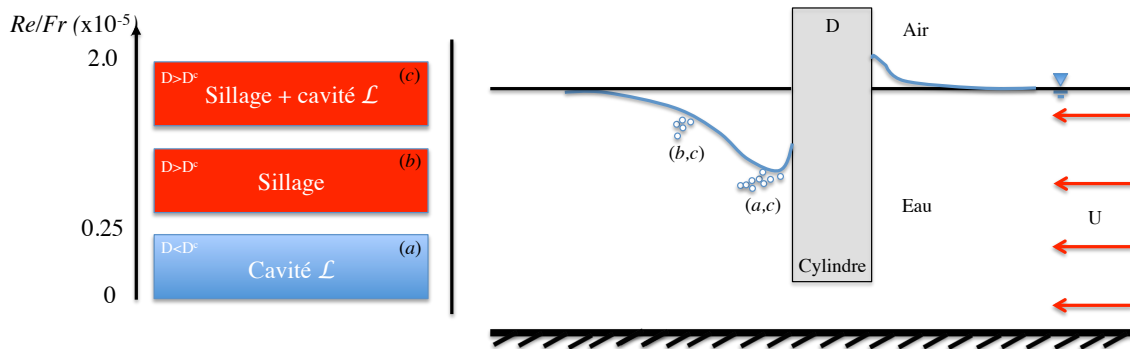 Re/Fr (x10⁻⁵)
2.0
D>Dᶜ
(c)
Sillage + cavité ℒ
D>Dᶜ
(b)
Sillage
0.25
D<Dᶜ
(a)
Cavité ℒ
0
D
Air
(b,c)
(a,c)
Eau
U
Cylindre